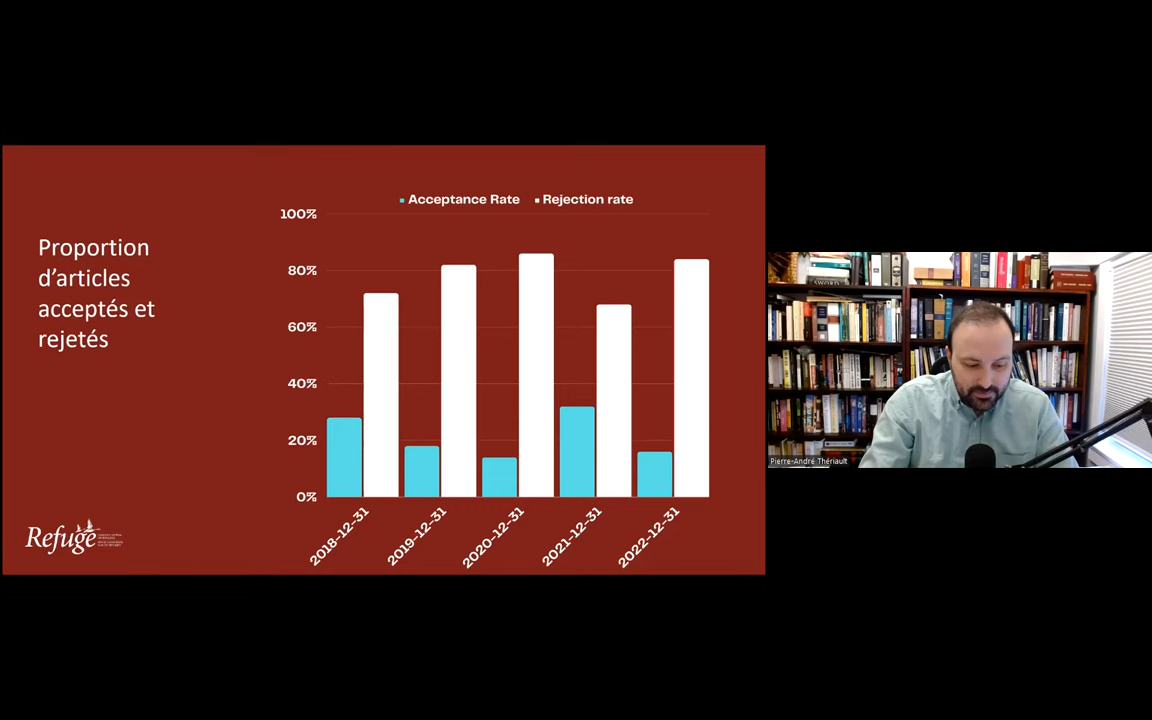 Proportion
d’articles
acceptés et
rejetés
Acceptance Rate
Rejection rate
100%
80%
60%
40%
20%
0%
2018-12-31
2019-12-31
2020-12-31
2021-12-31
2022-12-31
Refuge
SWORD
Pierre-André Thériault